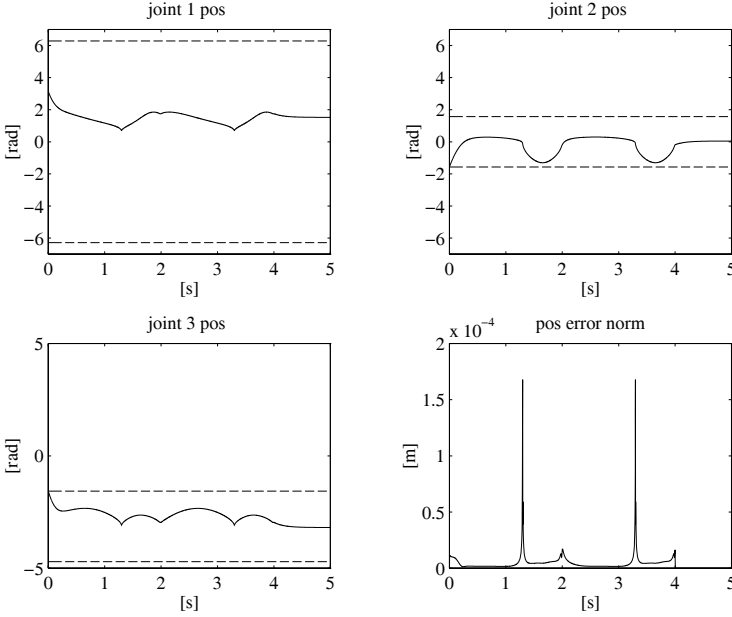 joint 1 pos
6
4
2
0
−2
−4
−6
[rad]
0 1 2 3 4 5
[s]
joint 2 pos
6
4
2
0
−2
−4
−6
[rad]
0 1 2 3 4 5
[s]
joint 3 pos
5
0
−5
[rad]
0 1 2 3 4 5
[s]
x 10−4
pos error norm
2
1.5
1
0.5
0
[m]
0 1 2 3 4 5
[s]